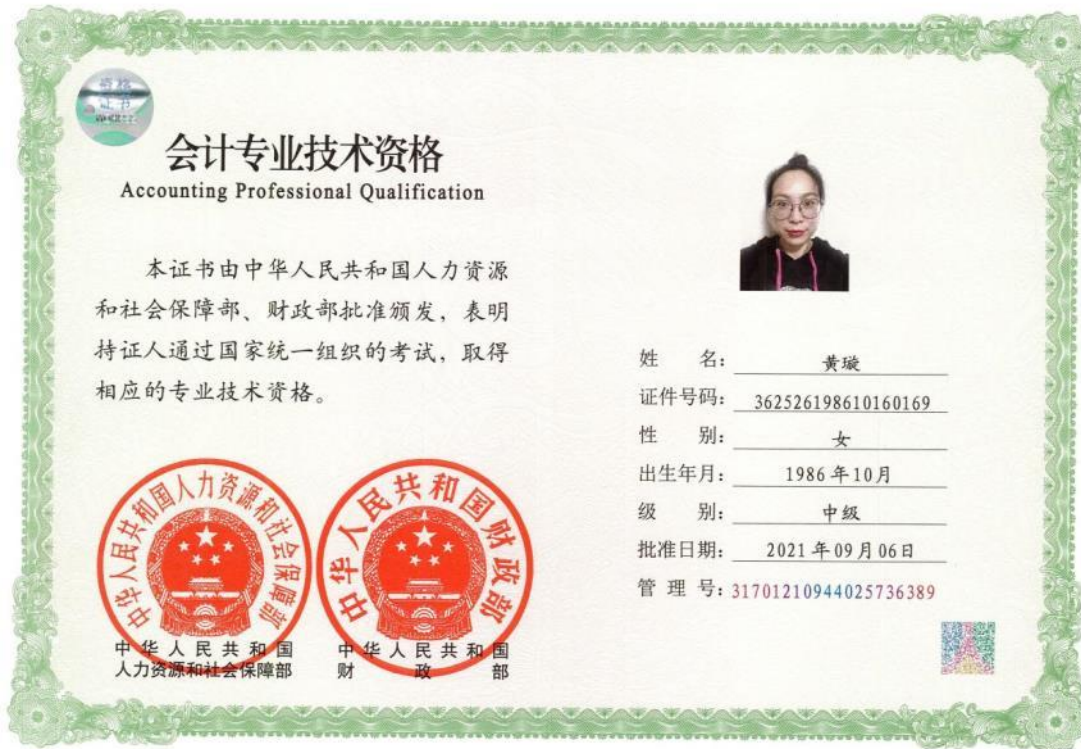 资格
证书
会计专业技术资格
Accounting Professional Qualification
本证书由中华人民共和国人力资源
和社会保障部、财政部批准颁发，表明
持证人通过国家统一组织的考试，取得
相应的专业技术资格。
中华人民共和国人力资源和社会保障部
中华人民共和国
人力资源和社会保障部
中华人民共和国财政部
中华人民共和国
财政部
姓名：黄璇
证件号码：362526198610160169
性别：女
出生年月：1986年10月
级别：中级
批准日期：2021年09月06日
管理号：31701210944025736389